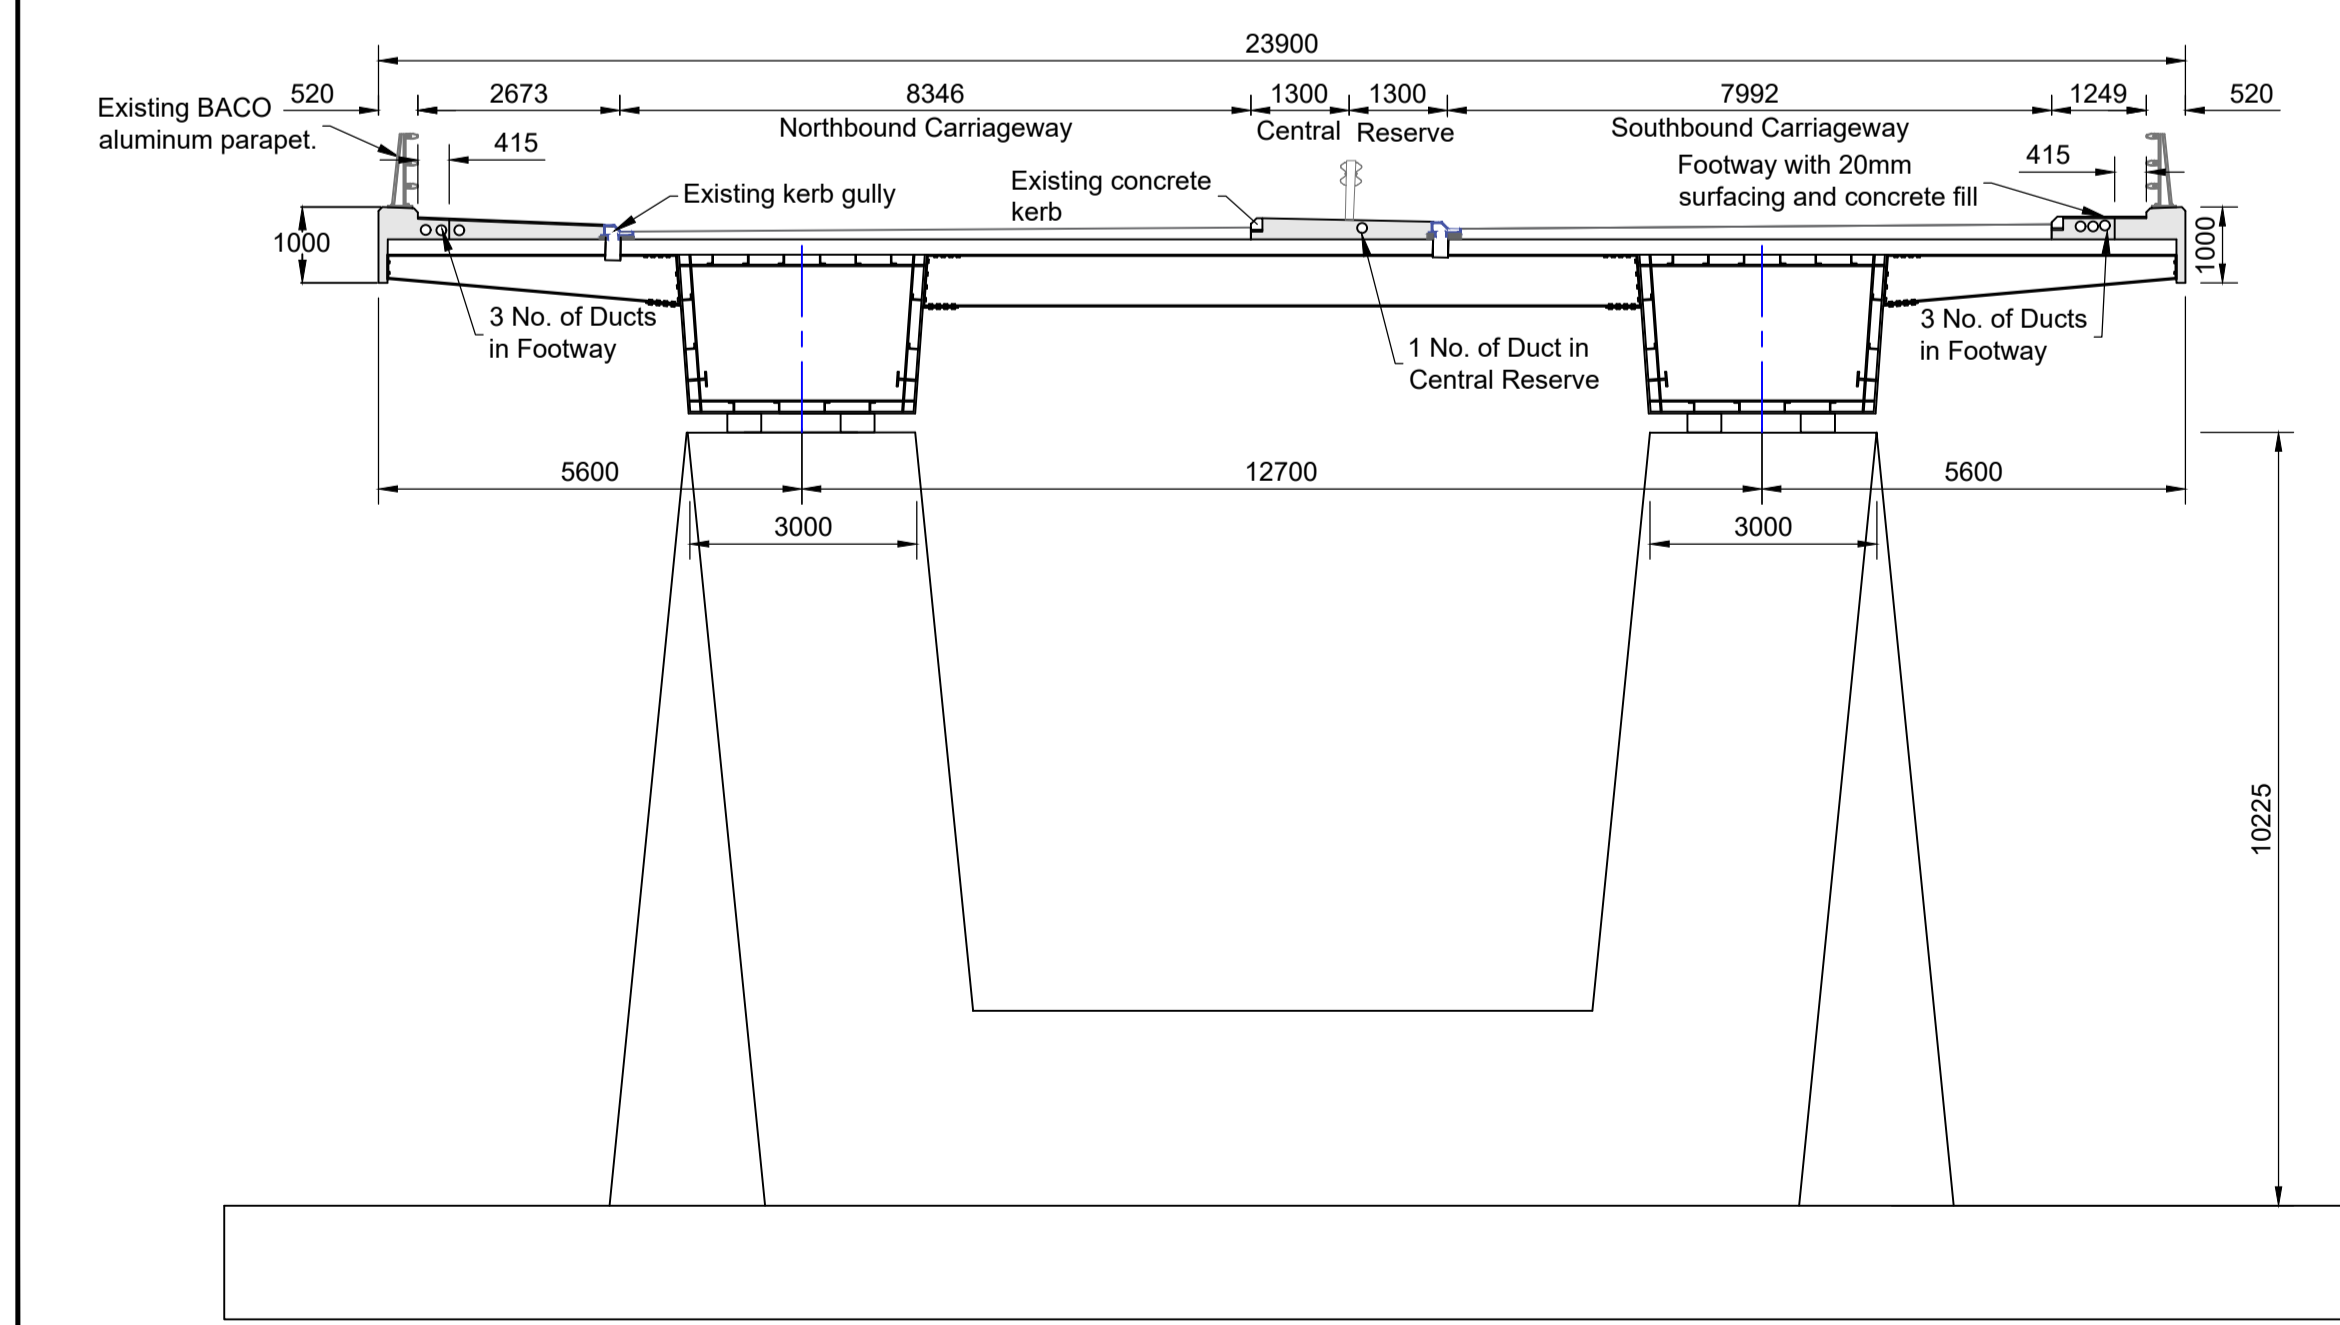 23900
520
2673
8346
1300
1300
7992
1249
520
Existing BACO
aluminum parapet.
415
Northbound Carriageway
Central Reserve
Southbound Carriageway
Existing kerb gully
Existing concrete
kerb
Footway with 20mm
surfacing and concrete fill
415
1000
1000
3 No. of Ducts
in Footway
1 No. of Duct in
Central Reserve
3 No. of Ducts
in Footway
5600
12700
5600
3000
3000
10225